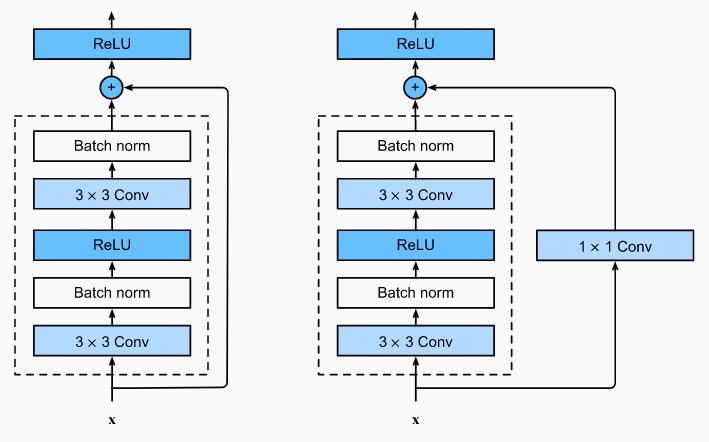 ReLU
+
Batch norm
3 × 3 Conv
ReLU
Batch norm
3 × 3 Conv
x
ReLU
+
Batch norm
3 × 3 Conv
ReLU
Batch norm
3 × 3 Conv
1 × 1 Conv
x